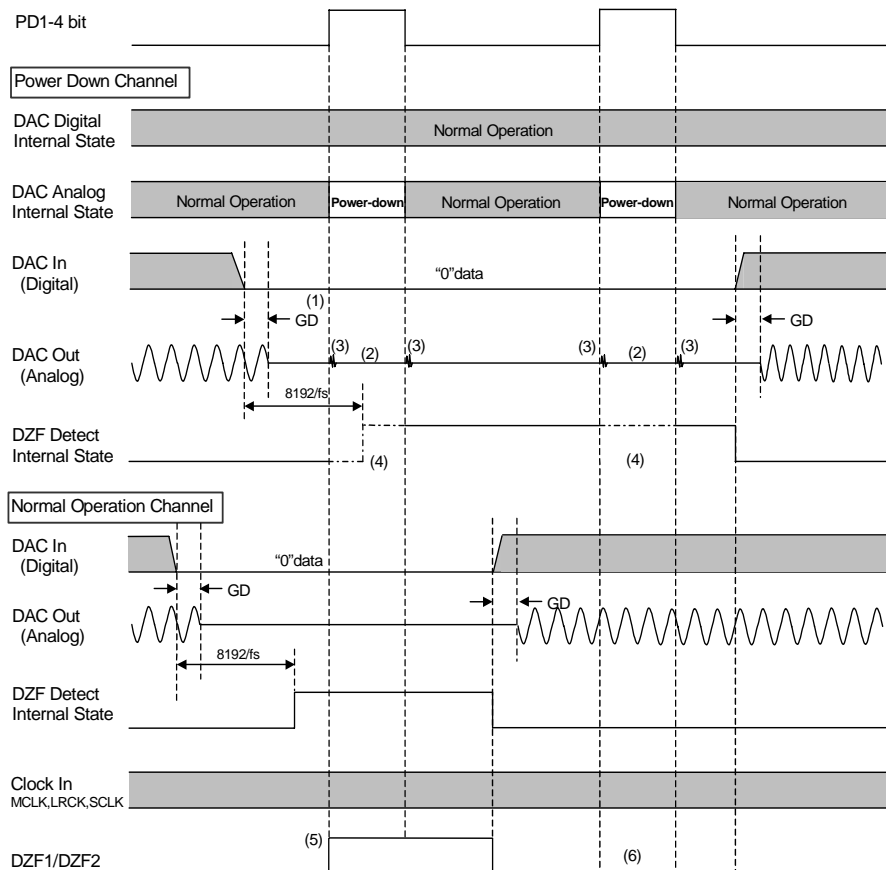 PD1-4 bit
Power Down Channel
DAC Digital
Internal State
Normal Operation
DAC Analog
Internal State
Normal Operation
Power-down
Normal Operation
Power-down
Normal Operation
DAC In
(Digital)
“0”data
(1)
GD
GD
DAC Out
(Analog)
(3)
(2)
(3)
(3)
(2)
(3)
8192/fs
DZF Detect
Internal State
(4)
(4)
Normal Operation Channel
DAC In
(Digital)
“0”data
GD
GD
DAC Out
(Analog)
8192/fs
DZF Detect
Internal State
Clock In
MCLK,LRCK,SCLK
DZF1/DZF2
(5)
(6)